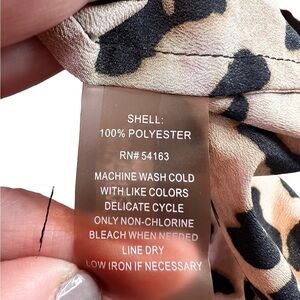 SHELL:
100% POLYESTER
RN# 54163
MACHINE WASH COLD
WITH LIKE COLORS
DELICATE CYCLE
ONLY NON-CHLORINE
BLEACH WHEN NEEDED
LINE DRY
LOW IRON IF NECESSARY